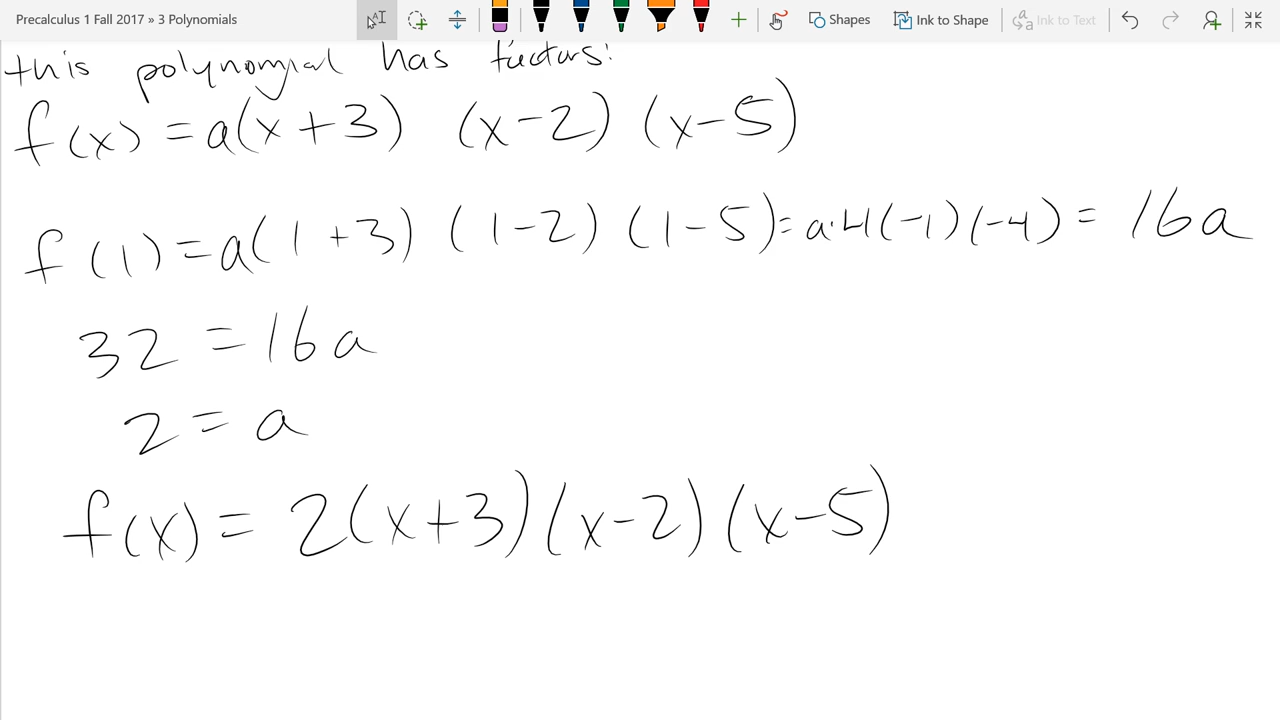 Precalculus 1 Fall 2017 » 3 Polynomials Shapes Ink to Shape Ink to Text
this polynomial has factors:
f(x) = a(x+3) (x-2) (x-5)
f(1) = a(1+3) (1-2) (1-5) = a·4(-1)(-4) = 16a
32 = 16a
2 = a
f(x) = 2(x+3)(x-2)(x-5)